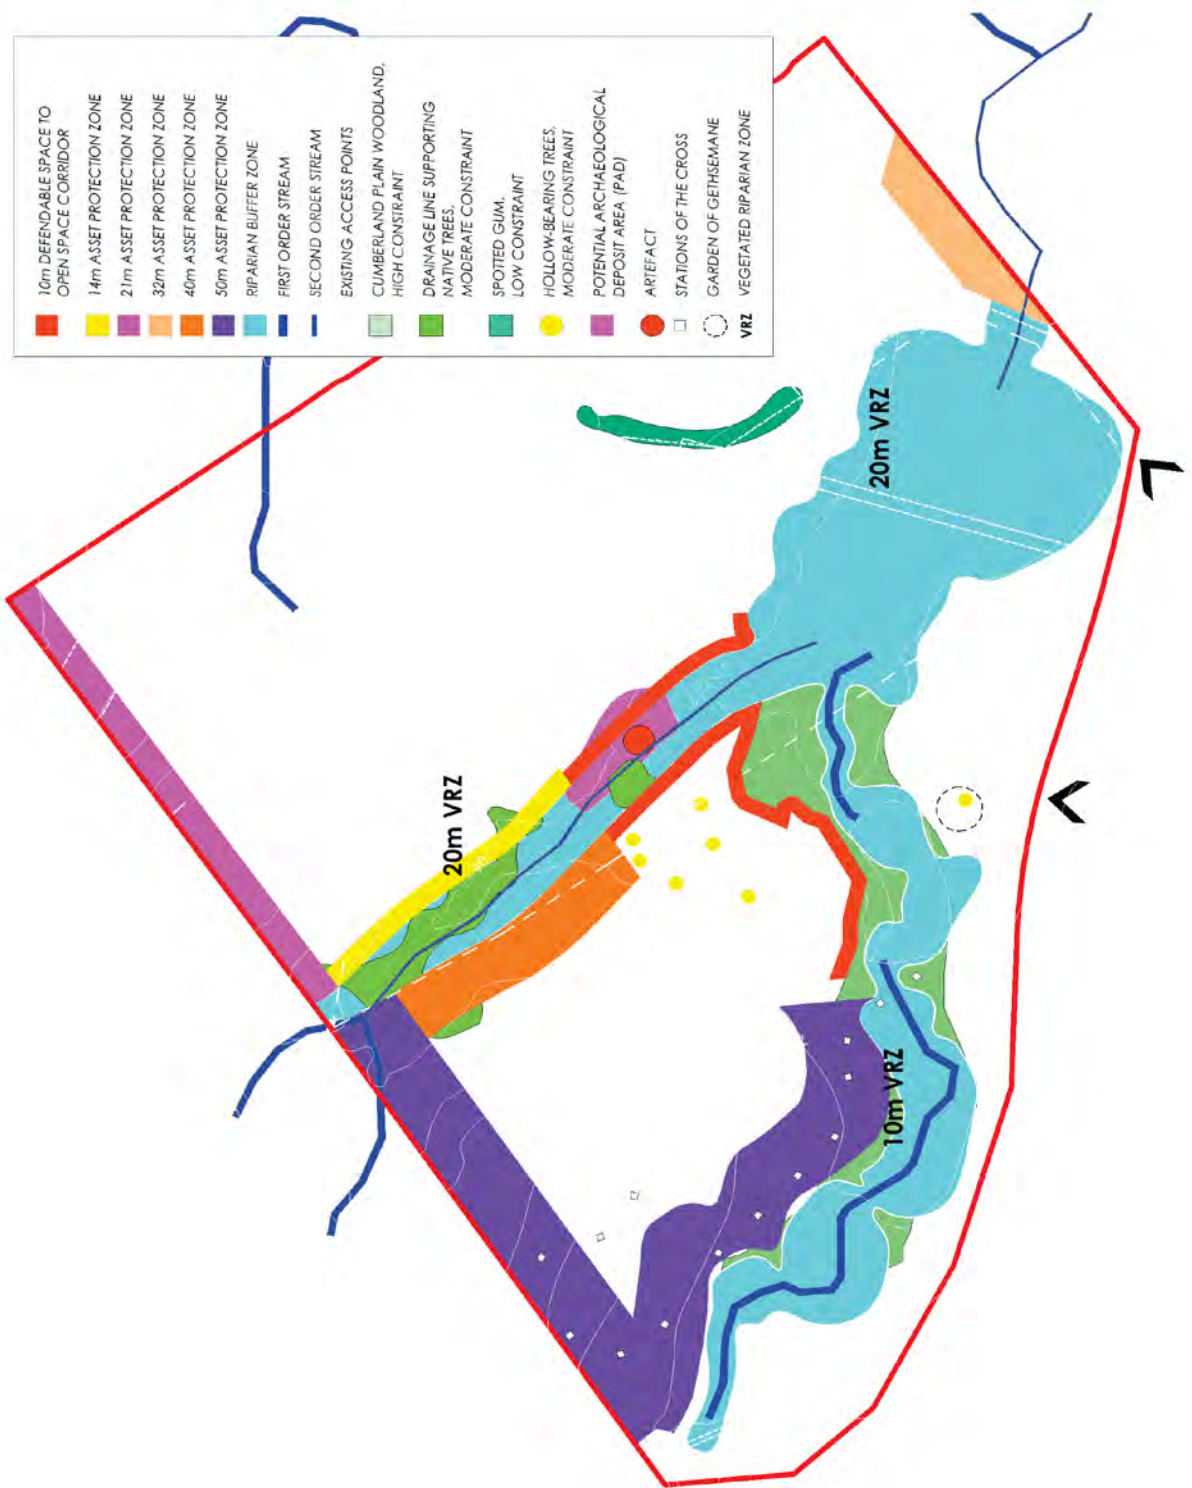 10m DEFENDABLE SPACE TO
OPEN SPACE CORRIDOR
14m ASSET PROTECTION ZONE
21m ASSET PROTECTION ZONE
32m ASSET PROTECTION ZONE
40m ASSET PROTECTION ZONE
50m ASSET PROTECTION ZONE
RIPARIAN BUFFER ZONE
FIRST ORDER STREAM
SECOND ORDER STREAM
EXISTING ACCESS POINTS
CUMBERLAND PLAIN WOODLAND,
HIGH CONSTRAINT
DRAINAGE LINE SUPPORTING
NATIVE TREES,
MODERATE CONSTRAINT
SPOTTED GUM,
LOW CONSTRAINT
HOLLOW-BEARING TREES,
MODERATE CONSTRAINT
POTENTIAL ARCHAEOLOGICAL
DEPOSIT AREA (PAD)
ARTEFACT
STATIONS OF THE CROSS
GARDEN OF GETHSEMANE
VRZ VEGETATED RIPARIAN ZONE
20m VRZ
20m VRZ
10m VRZ